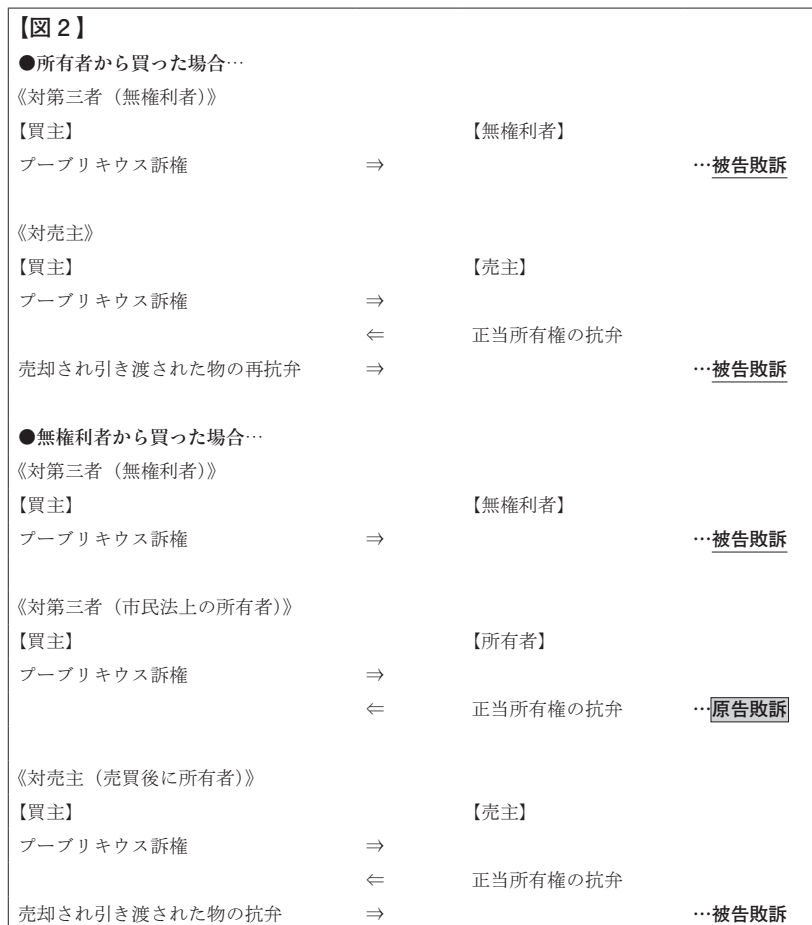 【図２】
●所有者から買った場合…
《対第三者（無権利者）》
【買主】 【無権利者】
プーブリキウス訴権 ⇒ …被告敗訴
《対売主》
【買主】 【売主】
プーブリキウス訴権 ⇒
⇐ 正当所有権の抗弁
売却され引き渡された物の再抗弁 ⇒ …被告敗訴
●無権利者から買った場合…
《対第三者（無権利者）》
【買主】 【無権利者】
プーブリキウス訴権 ⇒ …被告敗訴
《対第三者（市民法上の所有者）》
【買主】 【所有者】
プーブリキウス訴権 ⇒
⇐ 正当所有権の抗弁 …原告敗訴
《対売主（売買後に所有者）》
【買主】 【売主】
プーブリキウス訴権 ⇒
⇐ 正当所有権の抗弁
売却され引き渡された物の抗弁 ⇒ …被告敗訴